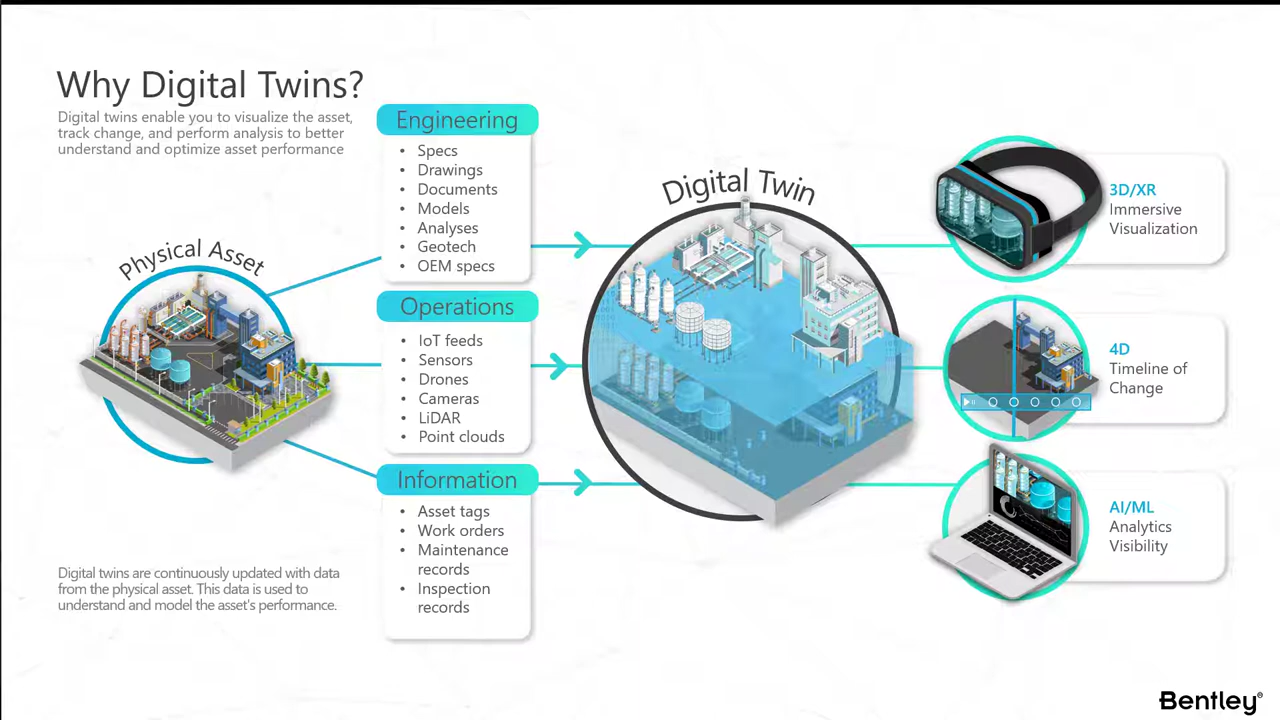 Why Digital Twins?
Digital twins enable you to visualize the asset,
track change, and perform analysis to better
understand and optimize asset performance
Physical Asset
Digital twins are continuously updated with data
from the physical asset. This data is used to
understand and model the asset's performance.
Engineering
• Specs
• Drawings
• Documents
• Models
• Analyses
• Geotech
• OEM specs
Operations
• IoT feeds
• Sensors
• Drones
• Cameras
• LiDAR
• Point clouds
Information
• Asset tags
• Work orders
• Maintenance
records
• Inspection
records
Digital Twin
3D/XR
Immersive
Visualization
4D
Timeline of
Change
AI/ML
Analytics
Visibility
Bentley®